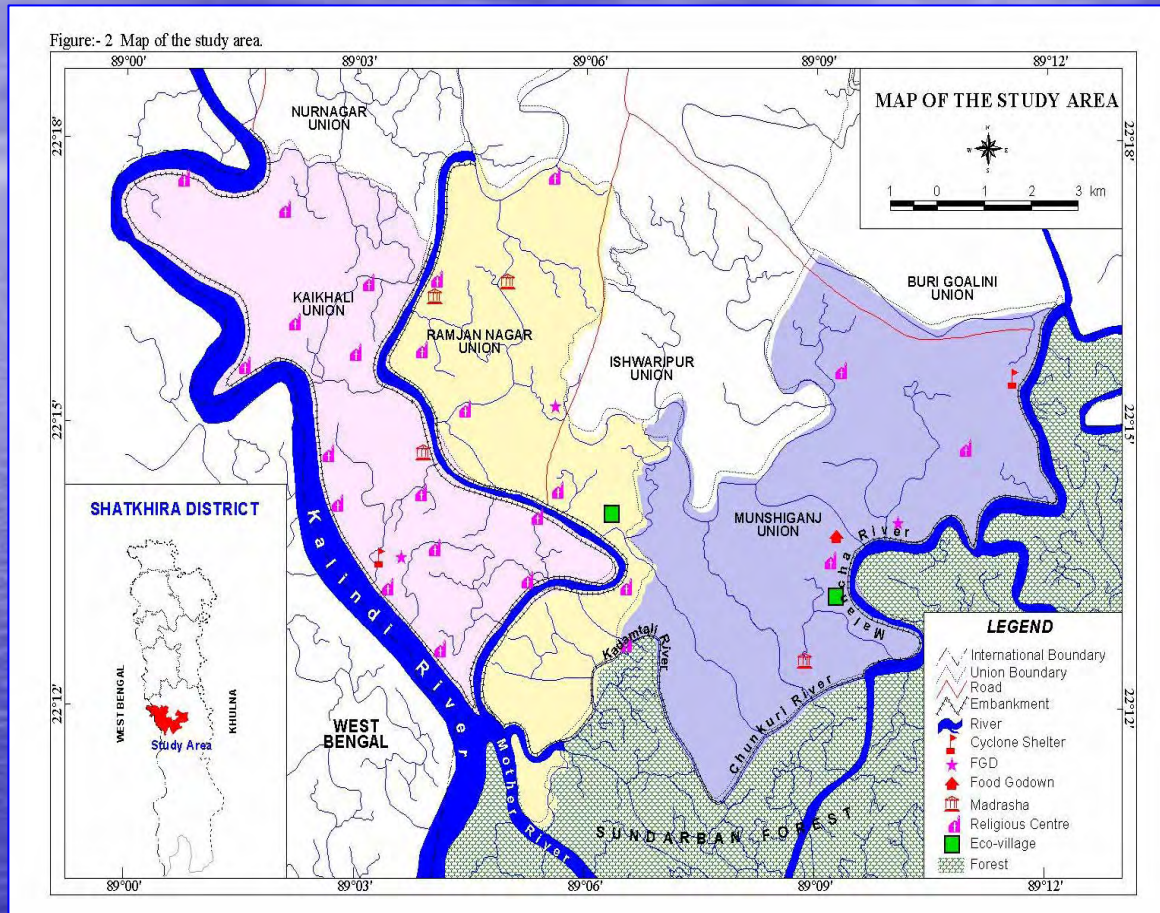 Figure:- 2 Map of the study area.
89°00'
89°03'
89°06'
89°09'
89°12'
MAP OF THE STUDY AREA
N
W
E
S
1 0 1 2 3 km
22°18'
22°18'
NURNAGAR
UNION
KAIKHALI
UNION
RAMJAN NAGAR
UNION
ISHWARIPUR
UNION
BURI GOALINI
UNION
22°15'
22°15'
MUNSHIGANJ
UNION
SHATKHIRA DISTRICT
WEST BENGAL
KHULNA
Study Area
Kalindi River
Malancha River
Kadamtali River
Chunkuri River
Mother River
WEST
BENGAL
SUNDARBAN FOREST
22°12'
22°12'
LEGEND
International Boundary
Union Boundary
Road
Embankment
River
Cyclone Shelter
FGD
Food Godown
Madrasha
Religious Centre
Eco-village
Forest
89°00'
89°03'
89°06'
89°09'
89°12'